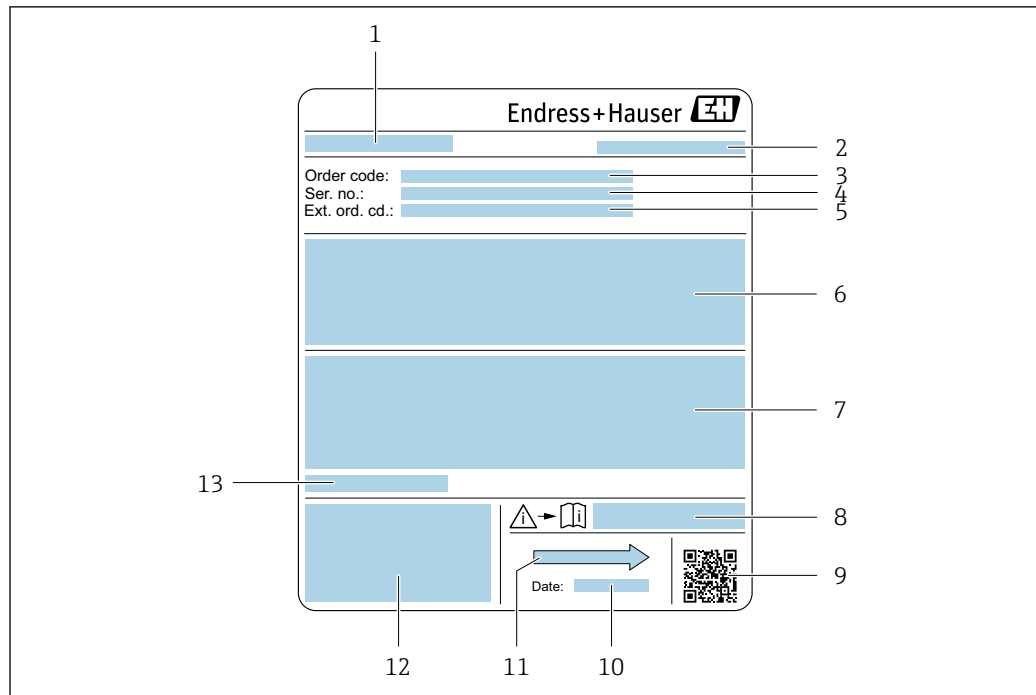 1
Endress+Hauser EH
2
Order code: 3
Ser. no.: 4
Ext. ord. cd.: 5
6
7
13
i i 8
9
Date:
12 11 10